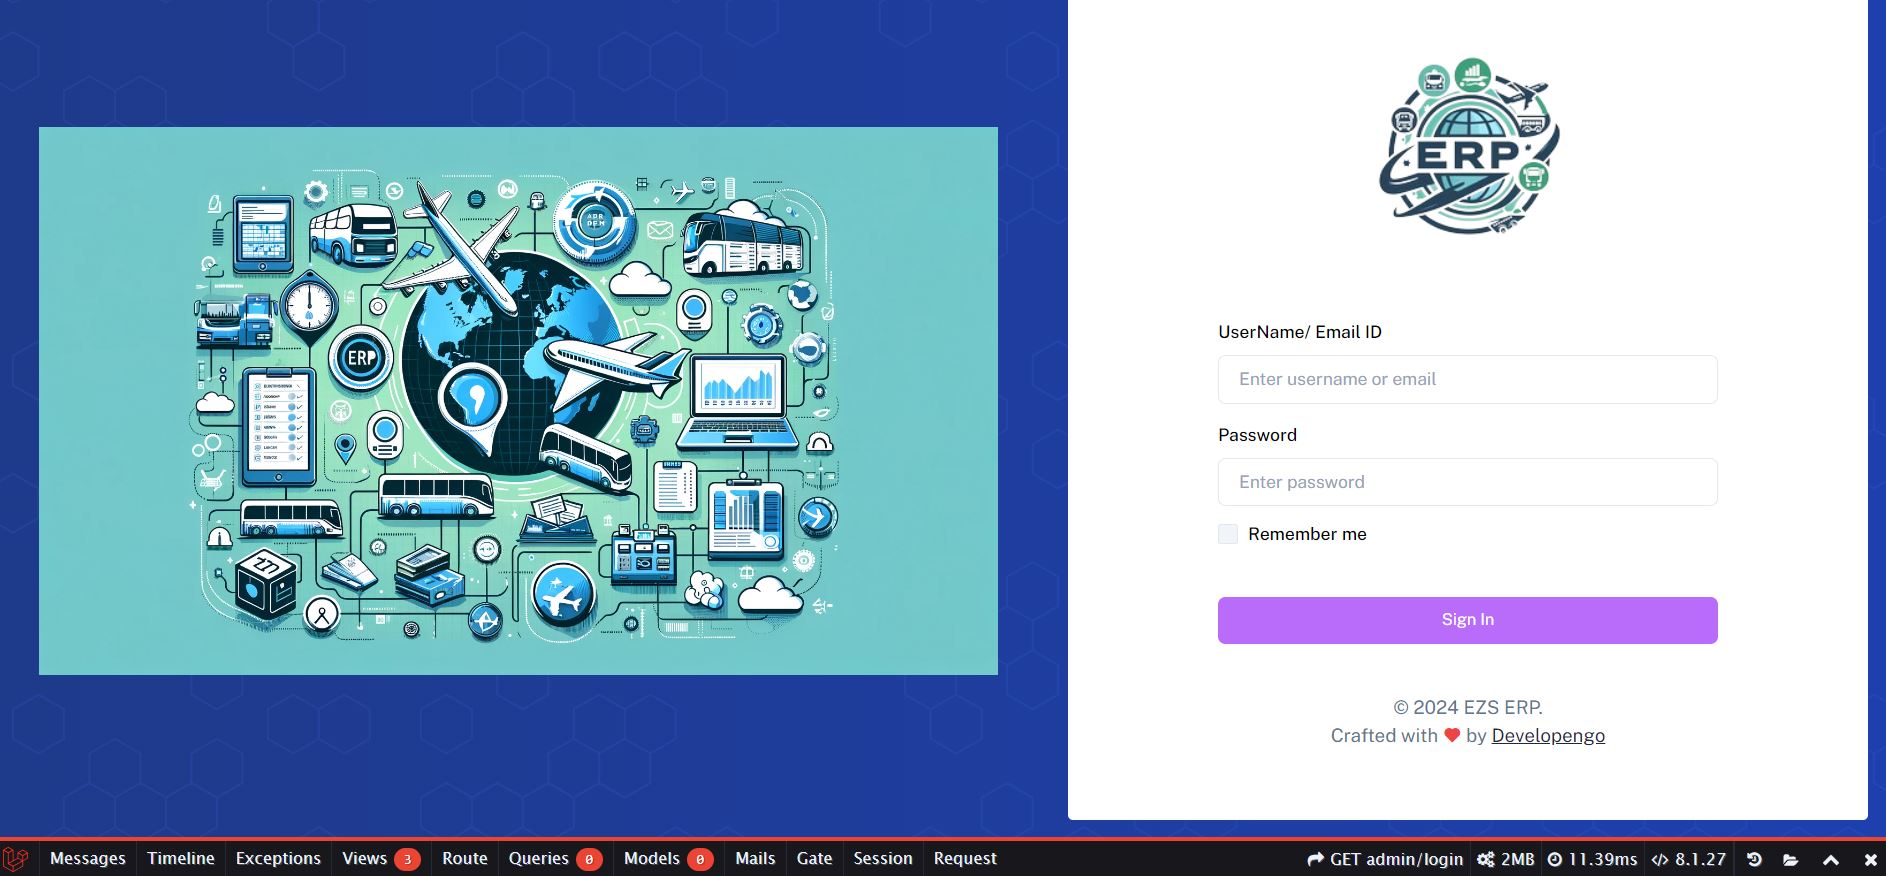 ERP
ERP
UserName/ Email ID
Enter username or email
Password
Enter password
Remember me
Sign In
© 2024 EZS ERP.
Crafted with ❤ by Developengo
Messages Timeline Exceptions Views 3 Route Queries 0 Models 0 Mails Gate Session Request GET admin/login 2MB 11.39ms 8.1.27